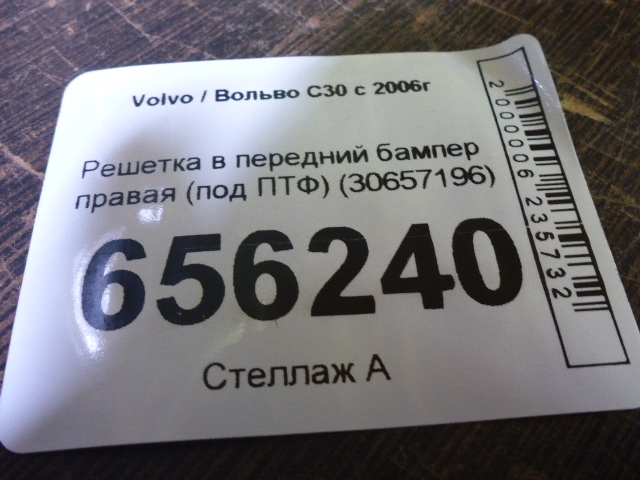 Volvo / Вольво С30 с 2006г
Решетка в передний бампер
правая (под ПТФ) (30657196)
656240
Стеллаж А
2000006235732